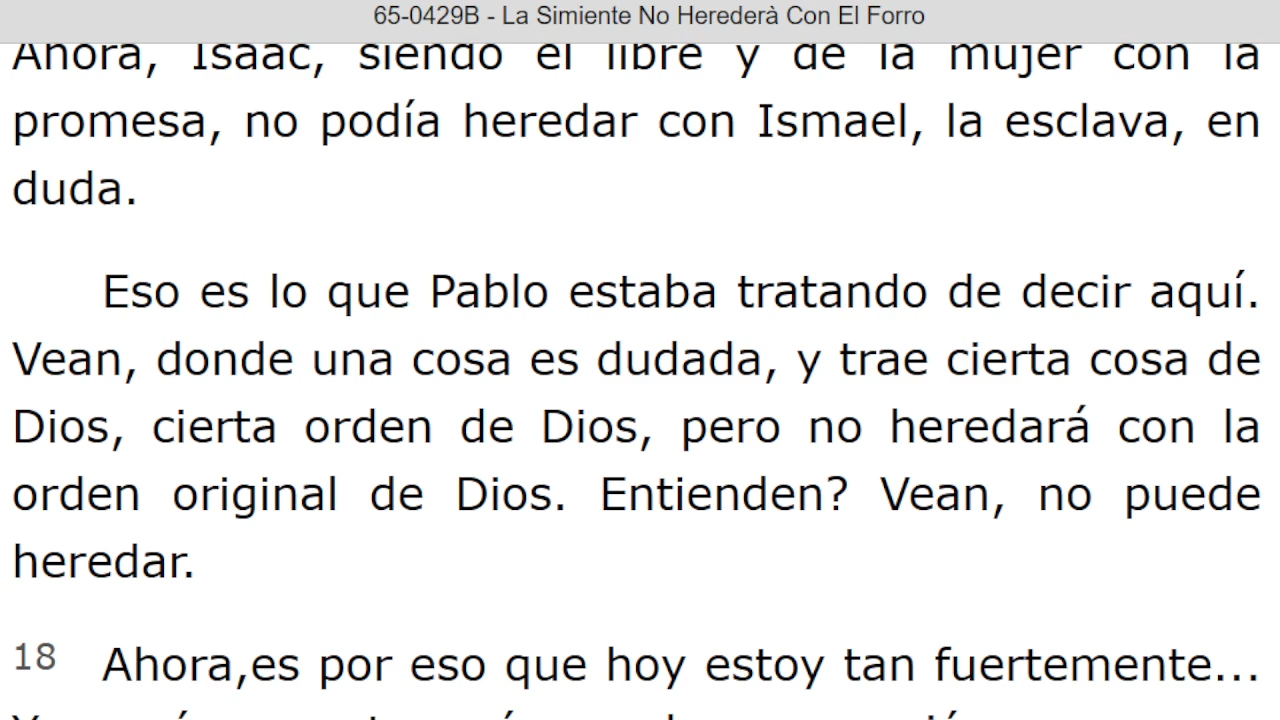 65-0429B - La Simiente No Herederà Con El Forro
Ahora, Isaac, siendo el libre y de la mujer con la
promesa, no podía heredar con Ismael, la esclava, en
duda.
Eso es lo que Pablo estaba tratando de decir aquí.
Vean, donde una cosa es dudada, y trae cierta cosa de
Dios, cierta orden de Dios, pero no heredará con la
orden original de Dios. Entienden? Vean, no puede
heredar.
18 Ahora,es por eso que hoy estoy tan fuertemente...